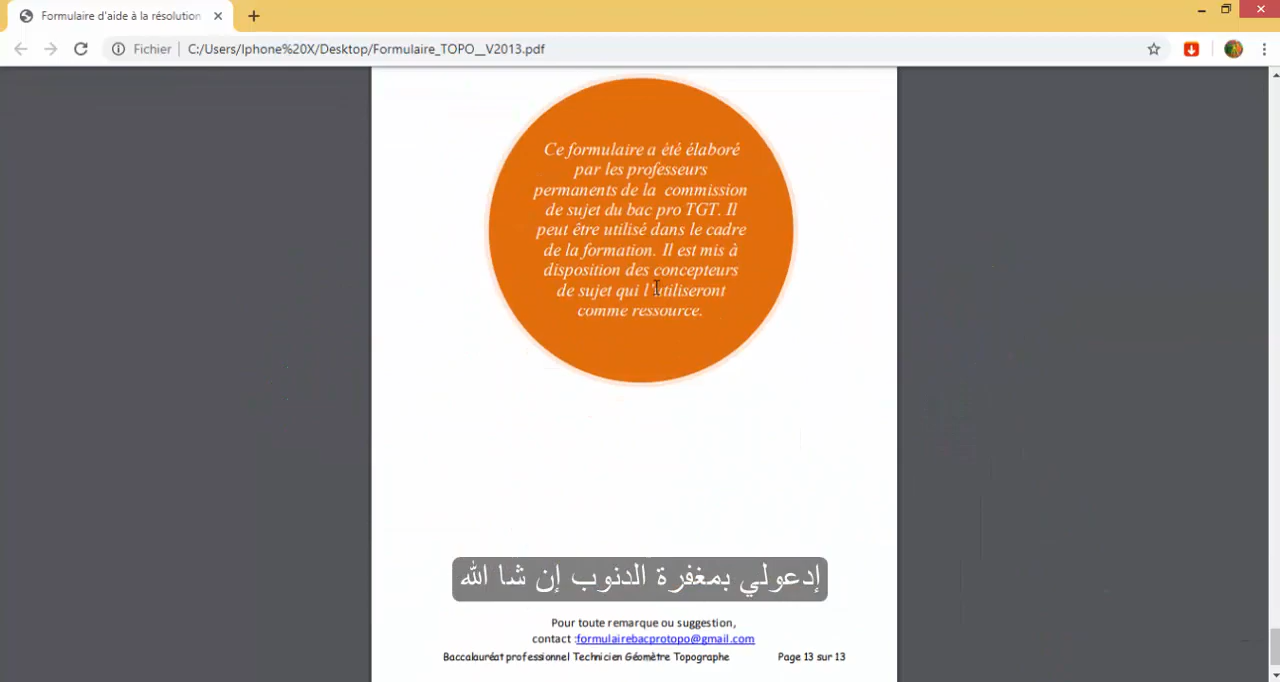 Formulaire d'aide à la résolution
Fichier
C:/Users/Iphone%20X/Desktop/Formulaire_TOPO__V2013.pdf
Ce formulaire a été élaboré
par les professeurs
permanents de la commission
de sujet du bac pro TGT. Il
peut être utilisé dans le cadre
de la formation. Il est mis à
disposition des concepteurs
de sujet qui l'utiliseront
comme ressource.
إدعولي بمغفرة الدنوب إن شا الله
Pour toute remarque ou suggestion,
contact :formulairebacprotopo@gmail.com
Baccalauréat professionnel Technicien Géomètre Topographe Page 13 sur 13